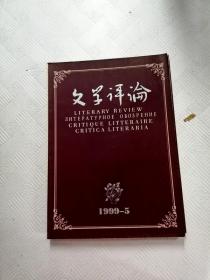 文学评论
LITERARY REVIEW
ЛИТЕРАТУРНОЕ ОБОЗРЕНИЕ
CRITIQUE LITTERAIRE
CRITICA LITERARIA
1999-5